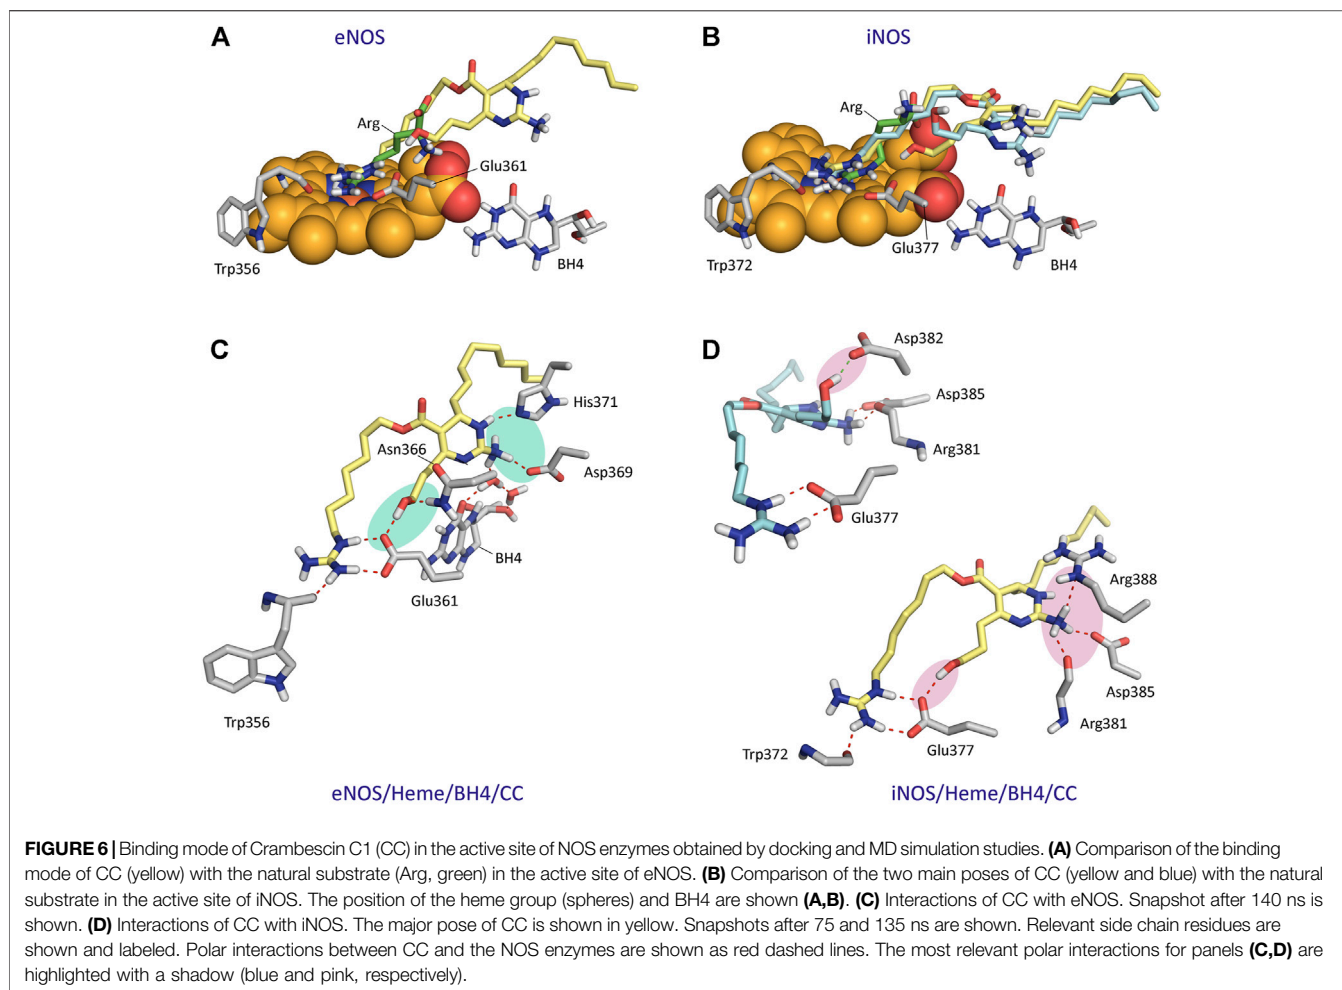 A
eNOS
Arg
Glu361
Trp356
BH4
B
iNOS
Arg
Glu377
Trp372
BH4
C
His371
Asn366
Asp369
BH4
Glu361
Trp356
eNOS/Heme/BH4/CC
D
Asp382
Asp385
Arg381
Glu377
Arg388
Asp385
Arg381
Glu377
Trp372
iNOS/Heme/BH4/CC
FIGURE 6 | Binding mode of Crambescin C1 (CC) in the active site of NOS enzymes obtained by docking and MD simulation studies. (A) Comparison of the binding
mode of CC (yellow) with the natural substrate (Arg, green) in the active site of eNOS. (B) Comparison of the two main poses of CC (yellow and blue) with the natural
substrate in the active site of iNOS. The position of the heme group (spheres) and BH4 are shown (A,B). (C) Interactions of CC with eNOS. Snapshot after 140 ns is
shown. (D) Interactions of CC with iNOS. The major pose of CC is shown in yellow. Snapshots after 75 and 135 ns are shown. Relevant side chain residues are
shown and labeled. Polar interactions between CC and the NOS enzymes are shown as red dashed lines. The most relevant polar interactions for panels (C,D) are
highlighted with a shadow (blue and pink, respectively).